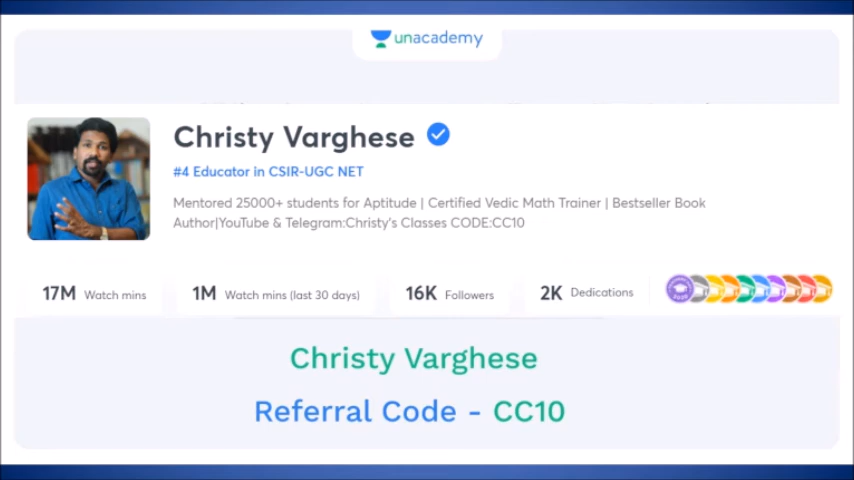 unacademy
Christy Varghese
#4 Educator in CSIR-UGC NET
Mentored 25000+ students for Aptitude | Certified Vedic Math Trainer | Bestseller Book
Author|YouTube & Telegram:Christy's Classes CODE:CC10
17M Watch mins 1M Watch mins (last 30 days) 16K Followers 2K Dedications
Christy Varghese
Referral Code - CC10